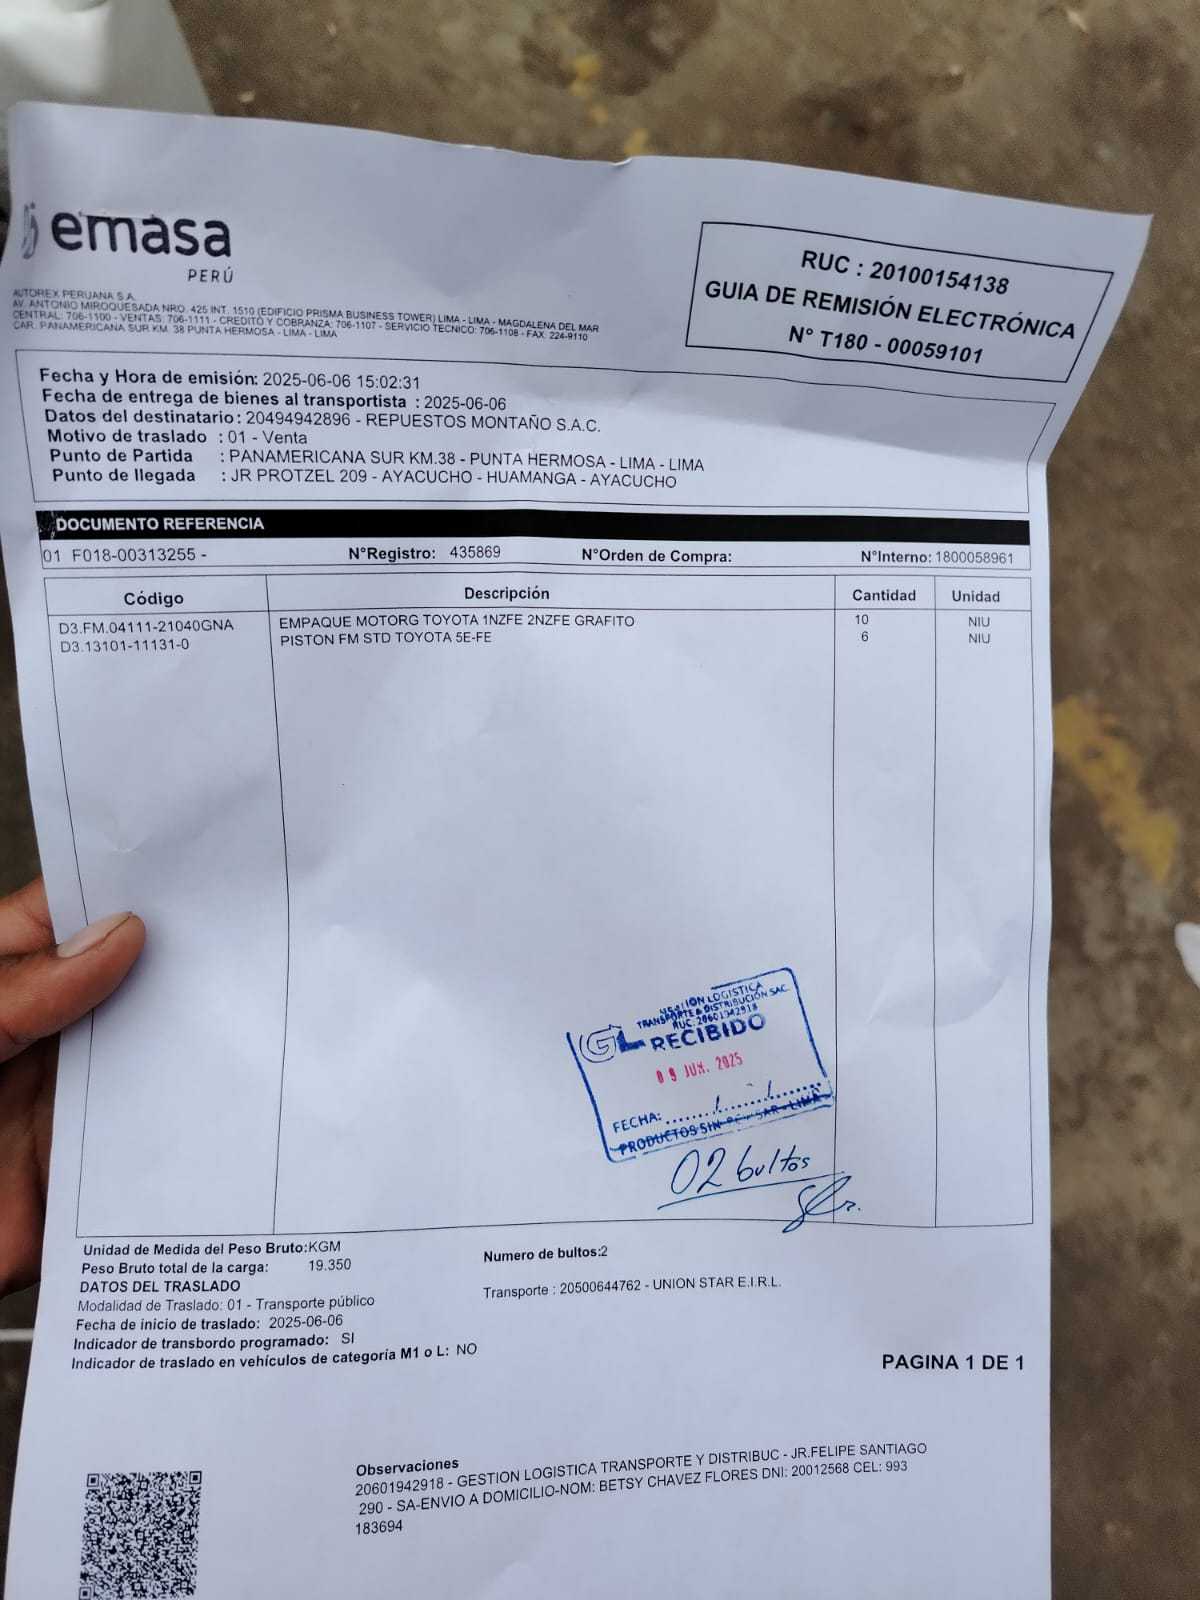 emasa
PERÚ
AUTOREX PERUANA S.A.
AV. ANTONIO MIROQUESADA NRO. 425 INT. 1510 (EDIFICIO PRISMA BUSINESS TOWER) LIMA - LIMA - MAGDALENA DEL MAR
CENTRAL: 706-1100 - VENTAS: 706-1111 - CREDITO Y COBRANZA: 706-1107 - SERVICIO TECNICO: 706-1108 - FAX. 224-9110
CAR. PANAMERICANA SUR KM. 38 PUNTA HERMOSA - LIMA - LIMA
RUC : 20100154138
GUIA DE REMISIÓN ELECTRÓNICA
N° T180 - 00059101
Fecha y Hora de emisión: 2025-06-06 15:02:31
Fecha de entrega de bienes al transportista : 2025-06-06
Datos del destinatario : 20494942896 - REPUESTOS MONTAÑO S.A.C.
Motivo de traslado : 01 - Venta
Punto de Partida : PANAMERICANA SUR KM.38 - PUNTA HERMOSA - LIMA - LIMA
Punto de llegada : JR PROTZEL 209 - AYACUCHO - HUAMANGA - AYACUCHO
DOCUMENTO REFERENCIA
01 F018-00313255 - N°Registro: 435869 N°Orden de Compra: N°Interno: 1800058961
Código Descripción Cantidad Unidad
D3.FM.04111-21040GNA EMPAQUE MOTORG TOYOTA 1NZFE 2NZFE GRAFITO 10 NIU
D3.13101-11131-0 PISTON FM STD TOYOTA 5E-FE 6 NIU
LOGISTICA
TRANSPORTE & DISTRIBUCIÓN SAC.
RUC: 20601942918
GL RECIBIDO
09 JUN. 2025
FECHA: ......./......../........
PRODUCTOS SIN REVISAR - LIMA
02 bultos
Unidad de Medida del Peso Bruto: KGM
Peso Bruto total de la carga: 19.350
Numero de bultos:2
DATOS DEL TRASLADO
Modalidad de Traslado: 01 - Transporte público
Transporte : 20500644762 - UNION STAR E.I.R.L.
Fecha de inicio de traslado: 2025-06-06
Indicador de transbordo programado: SI
Indicador de traslado en vehículos de categoría M1 o L: NO
PAGINA 1 DE 1
Observaciones
20601942918 - GESTION LOGISTICA TRANSPORTE Y DISTRIBUC - JR.FELIPE SANTIAGO
290 - SA-ENVIO A DOMICILIO-NOM: BETSY CHAVEZ FLORES DNI: 20012568 CEL: 993
183694